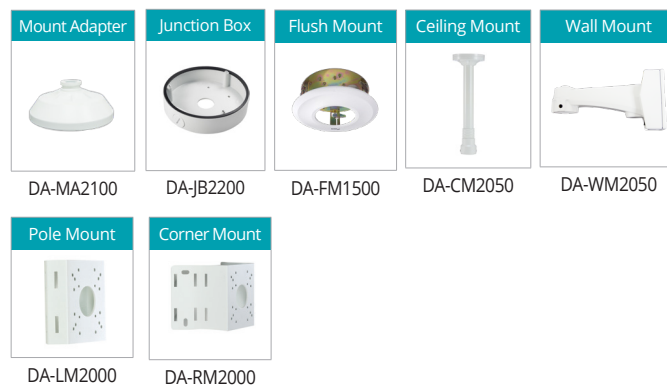 Mount Adapter
Junction Box
Flush Mount
Ceiling Mount
Wall Mount
DA-MA2100
DA-JB2200
DA-FM1500
DA-CM2050
DA-WM2050
Pole Mount
Corner Mount
DA-LM2000
DA-RM2000